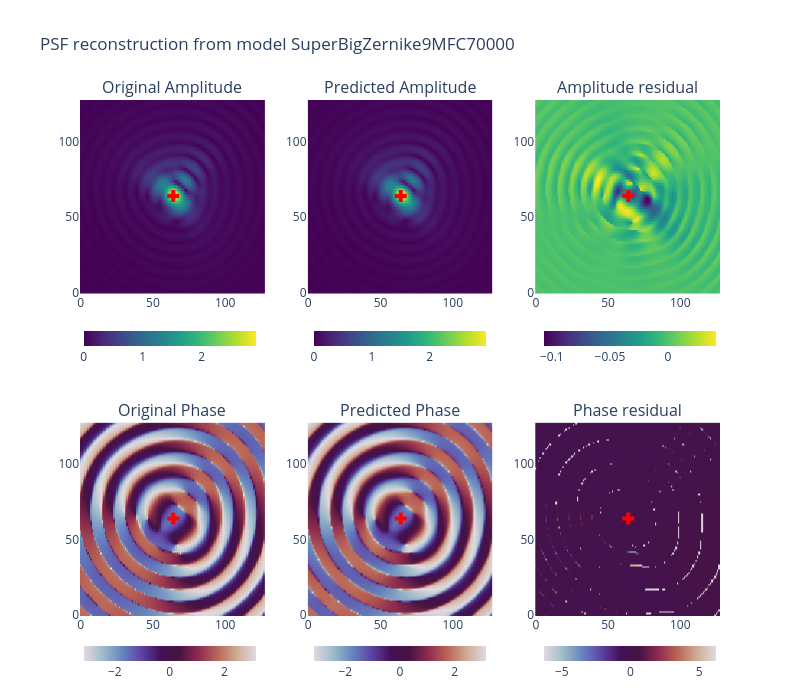 PSF reconstruction from model SuperBigZernike9MFC70000
Original Amplitude
Predicted Amplitude
Amplitude residual
100
50
0
0 50 100
100
50
0
0 50 100
100
50
0
0 50 100
0 1 2
0 1 2
−0.1 −0.05 0
Original Phase
Predicted Phase
Phase residual
100
50
0
0 50 100
100
50
0
0 50 100
100
50
0
0 50 100
−2 0 2
−2 0 2
−5 0 5